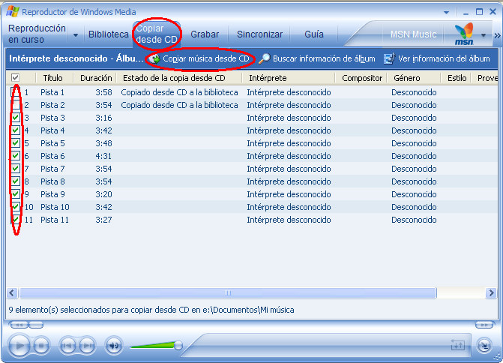 Reproductor de Windows Media
Reproducción en curso Biblioteca Copiar desde CD Grabar Sincronizar Guía MSN Music msn
Intérprete desconocido - Álbu... Copiar música desde CD Buscar información de álbum Ver información del álbum
Título Duración Estado de la copia desde CD Intérprete Compositor Género Estilo Prove
1 Pista 1 3:58 Copiado desde CD a la biblioteca Intérprete desconocido Desconocido
2 Pista 2 3:54 Copiado desde CD a la biblioteca Intérprete desconocido Desconocido
3 Pista 3 3:16 Intérprete desconocido Desconocido
4 Pista 4 3:42 Intérprete desconocido Desconocido
5 Pista 5 3:48 Intérprete desconocido Desconocido
6 Pista 6 4:31 Intérprete desconocido Desconocido
7 Pista 7 3:54 Intérprete desconocido Desconocido
8 Pista 8 3:54 Intérprete desconocido Desconocido
9 Pista 9 3:20 Intérprete desconocido Desconocido
10 Pista 10 3:42 Intérprete desconocido Desconocido
11 Pista 11 3:27 Intérprete desconocido Desconocido
9 elemento(s) seleccionados para copiar desde CD en e:\Documentos\Mi música